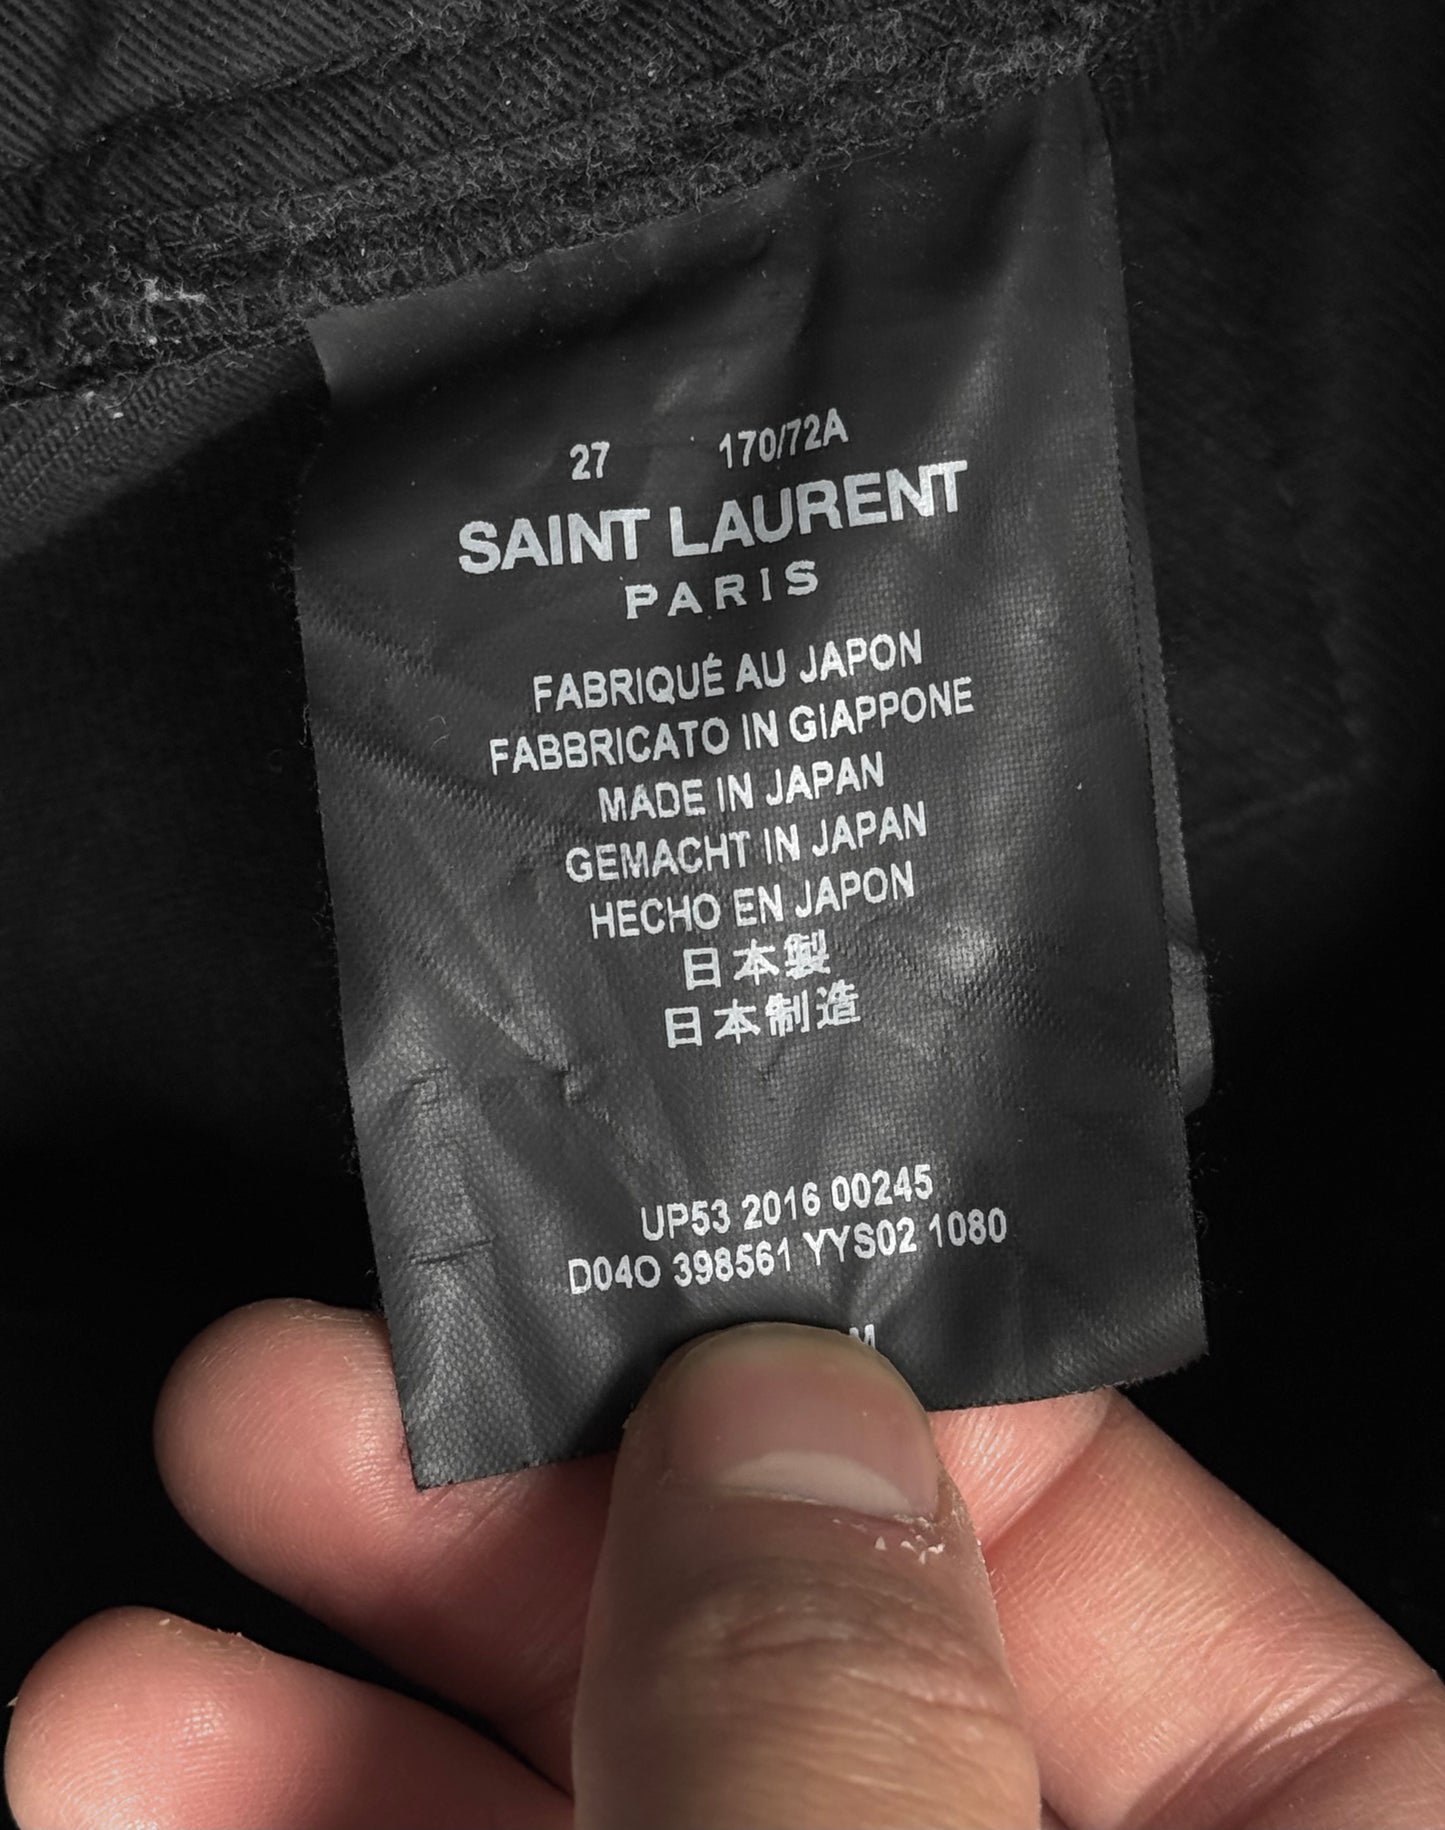 27 170/72A
SAINT LAURENT
PARIS
FABRIQUÉ AU JAPON
FABBRICATO IN GIAPPONE
MADE IN JAPAN
GEMACHT IN JAPAN
HECHO EN JAPON
日本製
日本制造
UP53 2016 00245
D04O 398561 YYS02 1080
M